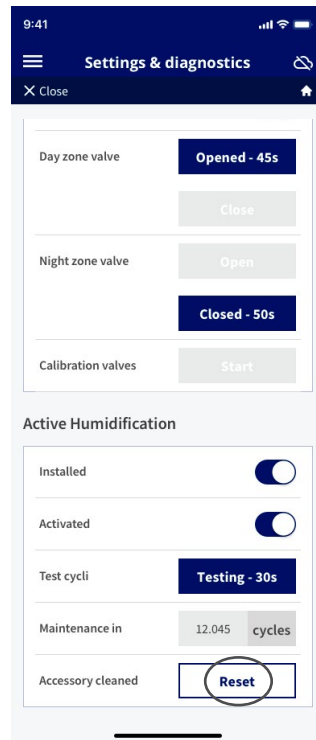 9:41
Settings & diagnostics
Close
Day zone valve
Opened - 45s
Close
Night zone valve
Open
Closed - 50s
Calibration valves
Start
Active Humidification
Installed
Activated
Test cycli
Testing - 30s
Maintenance in
12.045 cycles
Accessory cleaned
Reset